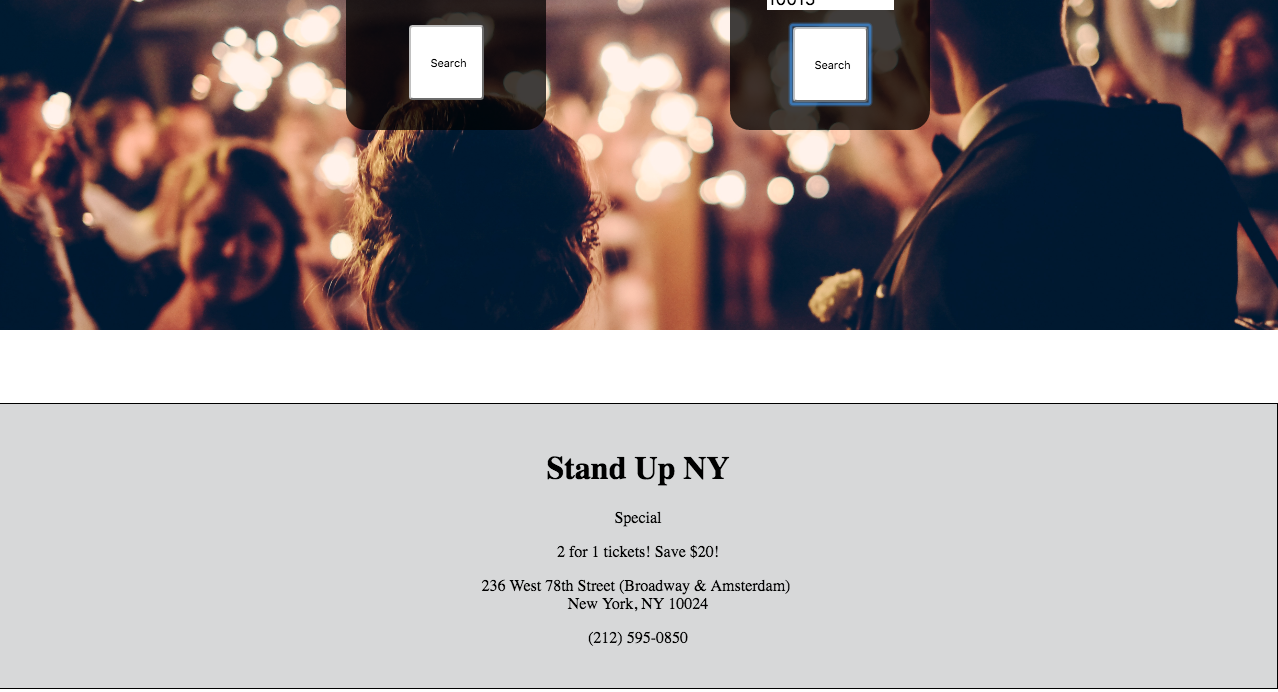 Search
Search
Stand Up NY
Special
2 for 1 tickets! Save $20!
236 West 78th Street (Broadway & Amsterdam)
New York, NY 10024
(212) 595-0850